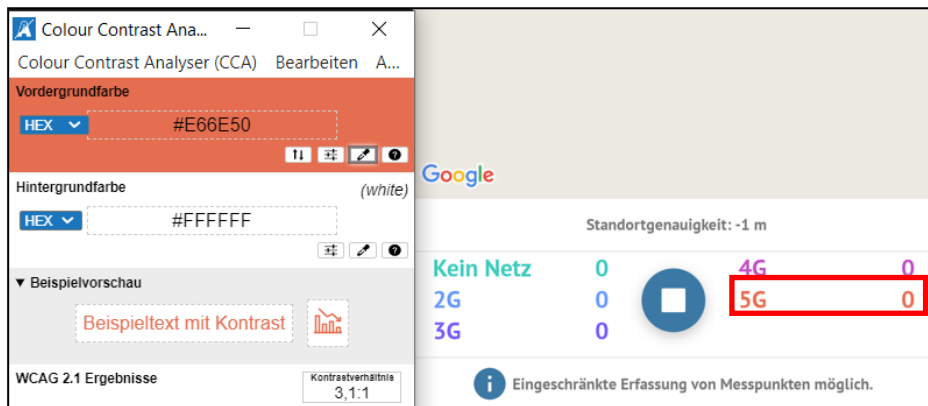 Colour Contrast Ana...
Colour Contrast Analyser (CCA) Bearbeiten A...
Vordergrundfarbe
HEX #E66E50
Hintergrundfarbe (white)
HEX #FFFFFF
▼ Beispielvorschau
Beispieltext mit Kontrast
WCAG 2.1 Ergebnisse
Kontrastverhältnis
3,1:1
Google
Standortgenauigkeit: -1 m
Kein Netz 0 4G 0
2G 0 5G 0
3G 0
Eingeschränkte Erfassung von Messpunkten möglich.